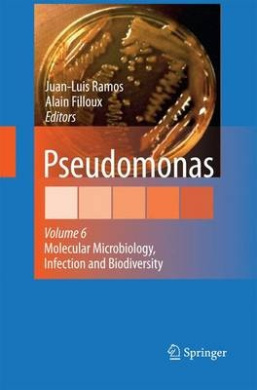 Juan-Luis Ramos
Alain Filloux
Editors
Pseudomonas
Volume 6
Molecular Microbiology,
Infection and Biodiversity
Springer